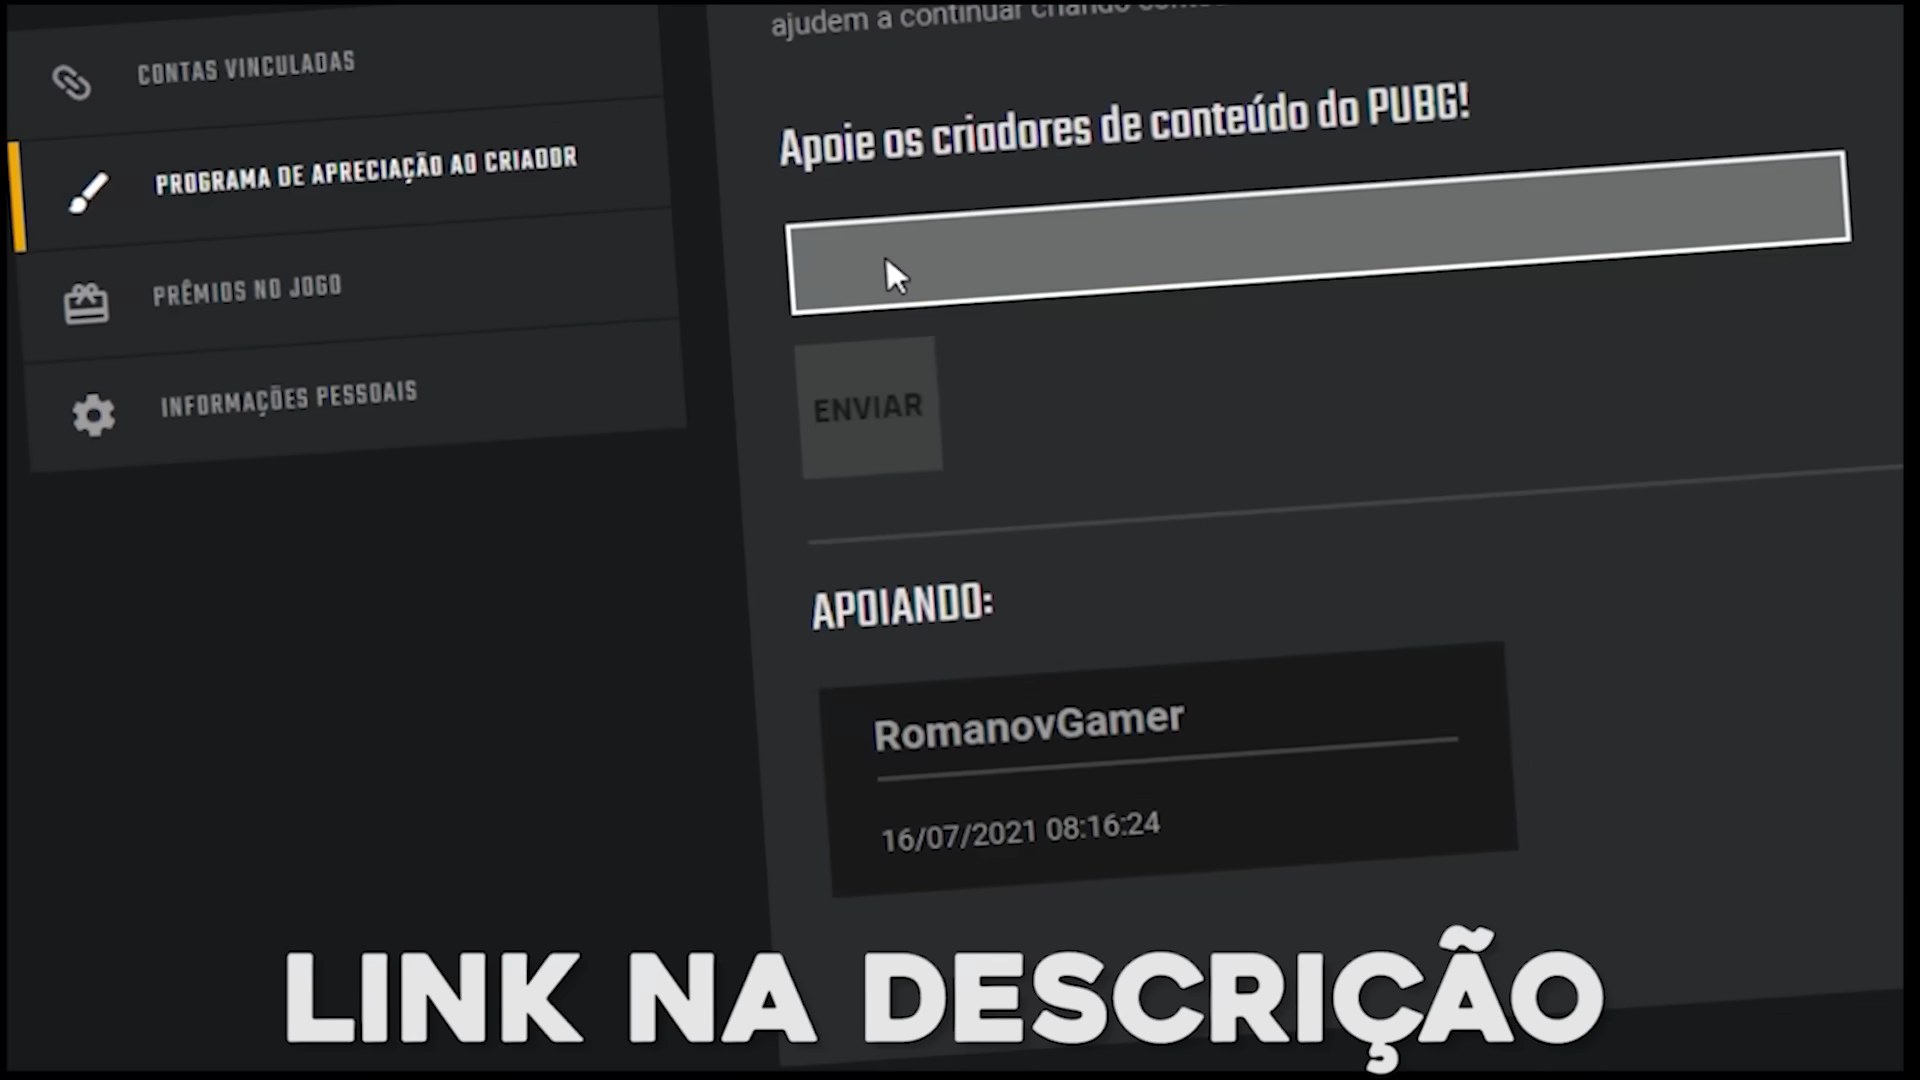 ajudem a continuar criando
CONTAS VINCULADAS
PROGRAMA DE APRECIAÇÃO AO CRIADOR
PRÊMIOS NO JOGO
INFORMAÇÕES PESSOAIS
Apoie os criadores de conteúdo do PUBG!
ENVIAR
APOIANDO:
RomanovGamer
16/07/2021 08:16:24
LINK NA DESCRIÇÃO